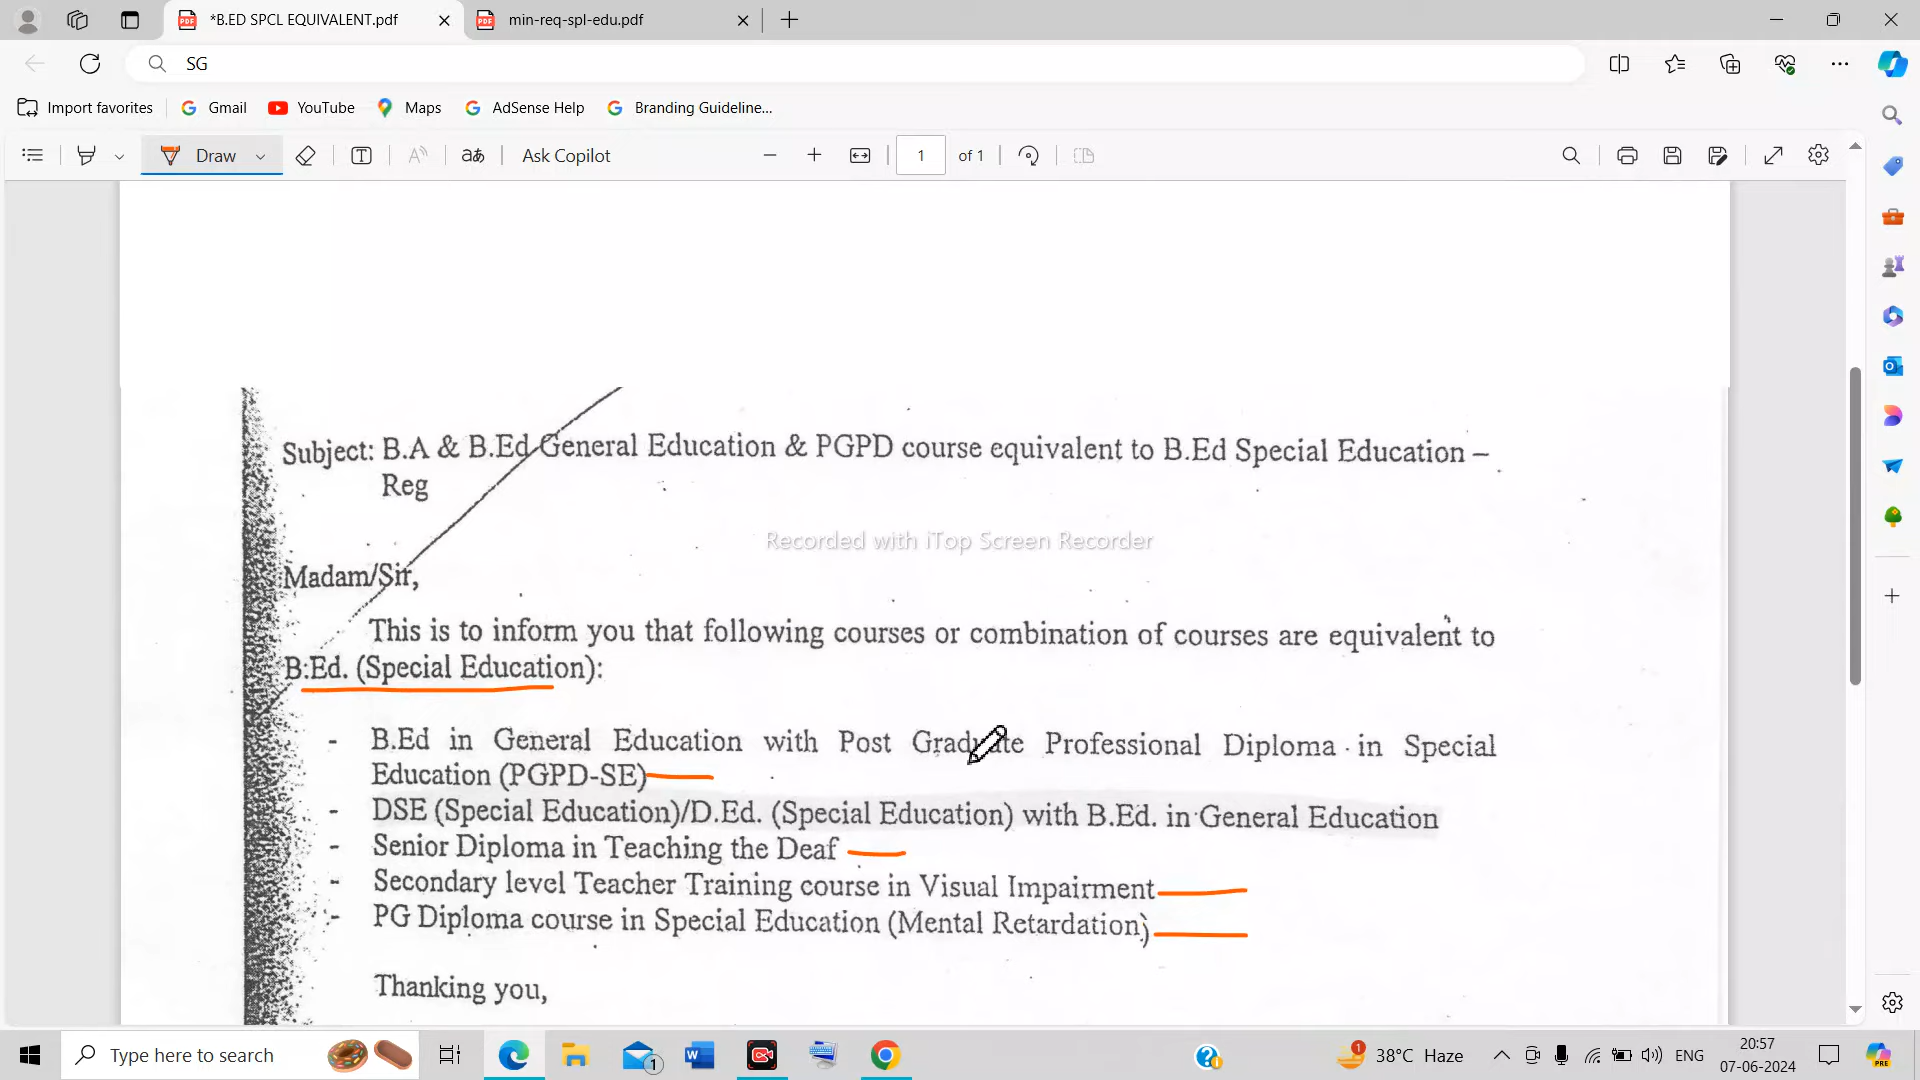 *B.ED SPCL EQUIVALENT.pdf
min-req-spl-edu.pdf
SG
Import favorites
Gmail
YouTube
Maps
AdSense Help
Branding Guideline...
Draw
aあ
Ask Copilot
1
of 1
Subject: B.A & B.Ed General Education & PGPD course equivalent to B.Ed Special Education –
Reg
Recorded with iTop Screen Recorder
Madam/Sir,
This is to inform you that following courses or combination of courses are equivalent to
B.Ed. (Special Education):
- B.Ed in General Education with Post Graduate Professional Diploma in Special
Education (PGPD-SE)
- DSE (Special Education)/D.Ed. (Special Education) with B.Ed. in General Education
- Senior Diploma in Teaching the Deaf
- Secondary level Teacher Training course in Visual Impairment
- PG Diploma course in Special Education (Mental Retardation)
Thanking you,
Type here to search
1
1
38°C Haze
ENG
20:57
07-06-2024
PRE